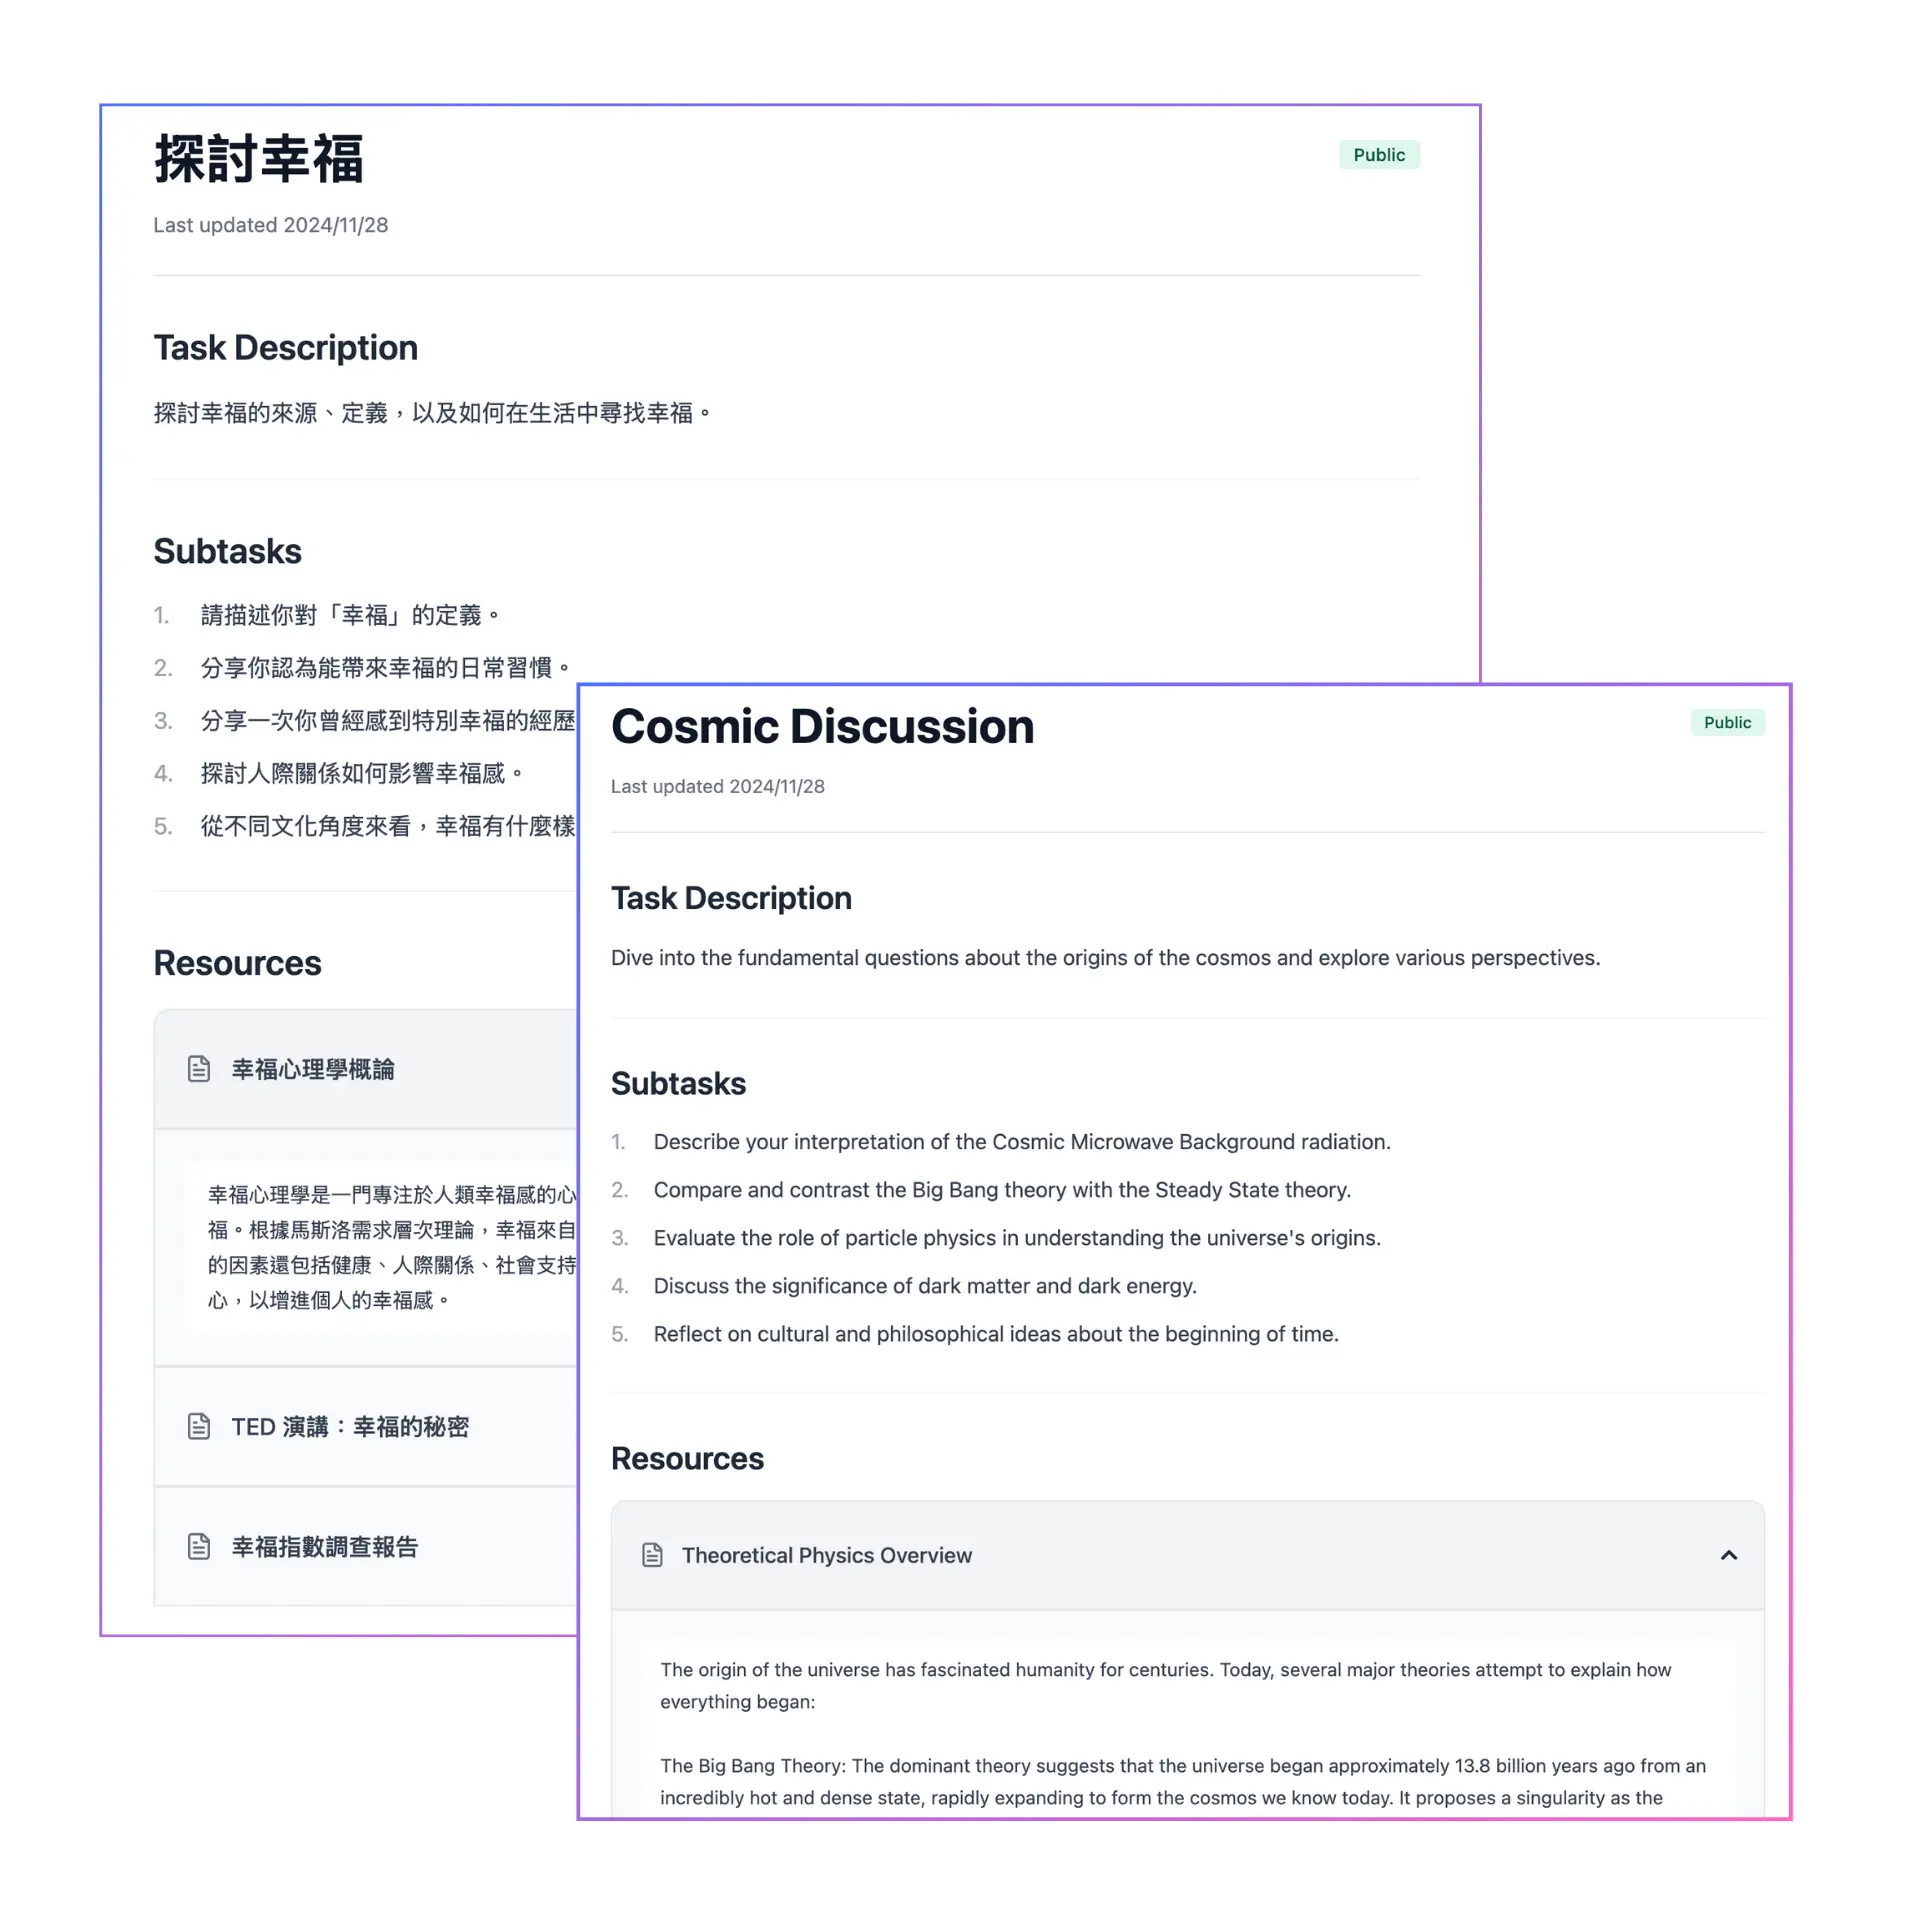 探討幸福
Public
Last updated 2024/11/28
Task Description
探討幸福的來源、定義，以及如何在生活中尋找幸福。
Subtasks
1. 請描述你對「幸福」的定義。
2. 分享你認為能帶來幸福的日常習慣。
3. 分享一次你曾經感到特別幸福的經歷
4. 探討人際關係如何影響幸福感。
5. 從不同文化角度來看，幸福有什麼樣
Resources
幸福心理學概論
幸福心理學是一門專注於人類幸福感的心
福。根據馬斯洛需求層次理論，幸福來自
的因素還包括健康、人際關係、社會支持
心，以增進個人的幸福感。
TED 演講：幸福的秘密
幸福指數調查報告
Cosmic Discussion
Public
Last updated 2024/11/28
Task Description
Dive into the fundamental questions about the origins of the cosmos and explore various perspectives.
Subtasks
1. Describe your interpretation of the Cosmic Microwave Background radiation.
2. Compare and contrast the Big Bang theory with the Steady State theory.
3. Evaluate the role of particle physics in understanding the universe's origins.
4. Discuss the significance of dark matter and dark energy.
5. Reflect on cultural and philosophical ideas about the beginning of time.
Resources
Theoretical Physics Overview
The origin of the universe has fascinated humanity for centuries. Today, several major theories attempt to explain how
everything began:
The Big Bang Theory: The dominant theory suggests that the universe began approximately 13.8 billion years ago from an
incredibly hot and dense state, rapidly expanding to form the cosmos we know today. It proposes a singularity as the